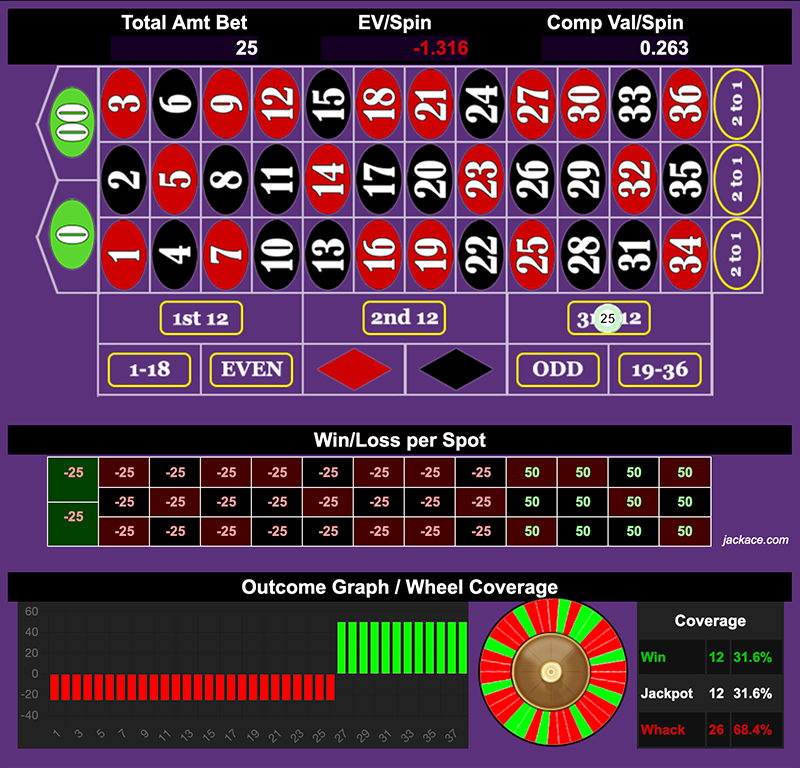 Total Amt Bet EV/Spin Comp Val/Spin
25 -1.316 0.263
00 3 6 9 12 15 18 21 24 27 30 33 36 2 to 1
2 5 8 11 14 17 20 23 26 29 32 35 2 to 1
0 1 4 7 10 13 16 19 22 25 28 31 34 2 to 1
1st 12 2nd 12 3 25 12
1-18 EVEN ODD 19-36
Win/Loss per Spot
-25 -25 -25 -25 -25 -25 -25 -25 -25 50 50 50 50
-25 -25 -25 -25 -25 -25 -25 -25 50 50 50 50
-25 -25 -25 -25 -25 -25 -25 -25 -25 50 50 50 50
jackace.com
Outcome Graph / Wheel Coverage
60
40
20
0
-20
-40
1 3 5 7 9 11 13 15 17 19 21 23 25 27 29 31 33 35 37
Coverage
Win 12 31.6%
Jackpot 12 31.6%
Whack 26 68.4%